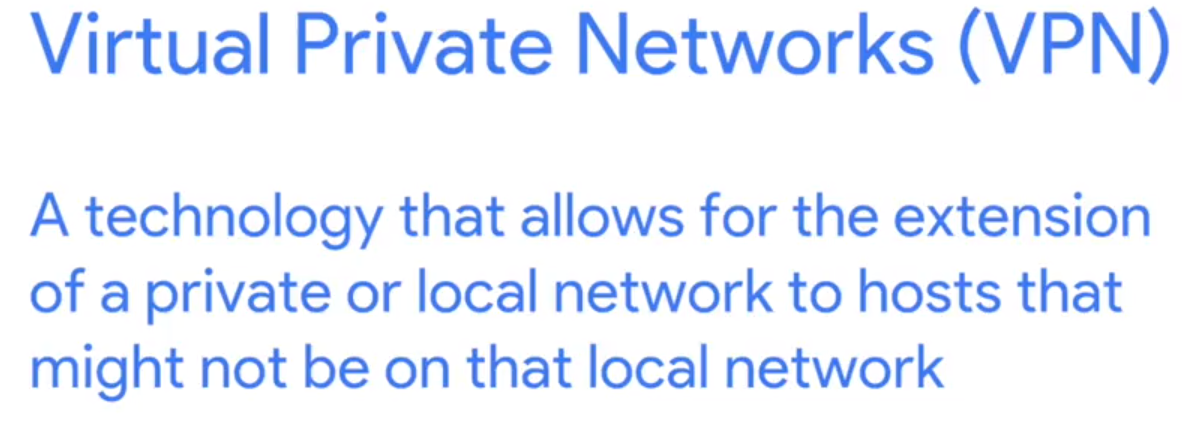 Virtual Private Networks (VPN)
A technology that allows for the extension
of a private or local network to hosts that
might not be on that local network